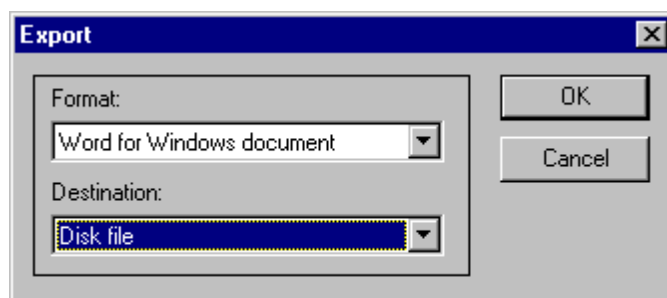 Export
Format:
Word for Windows document
Destination:
Disk file
OK
Cancel